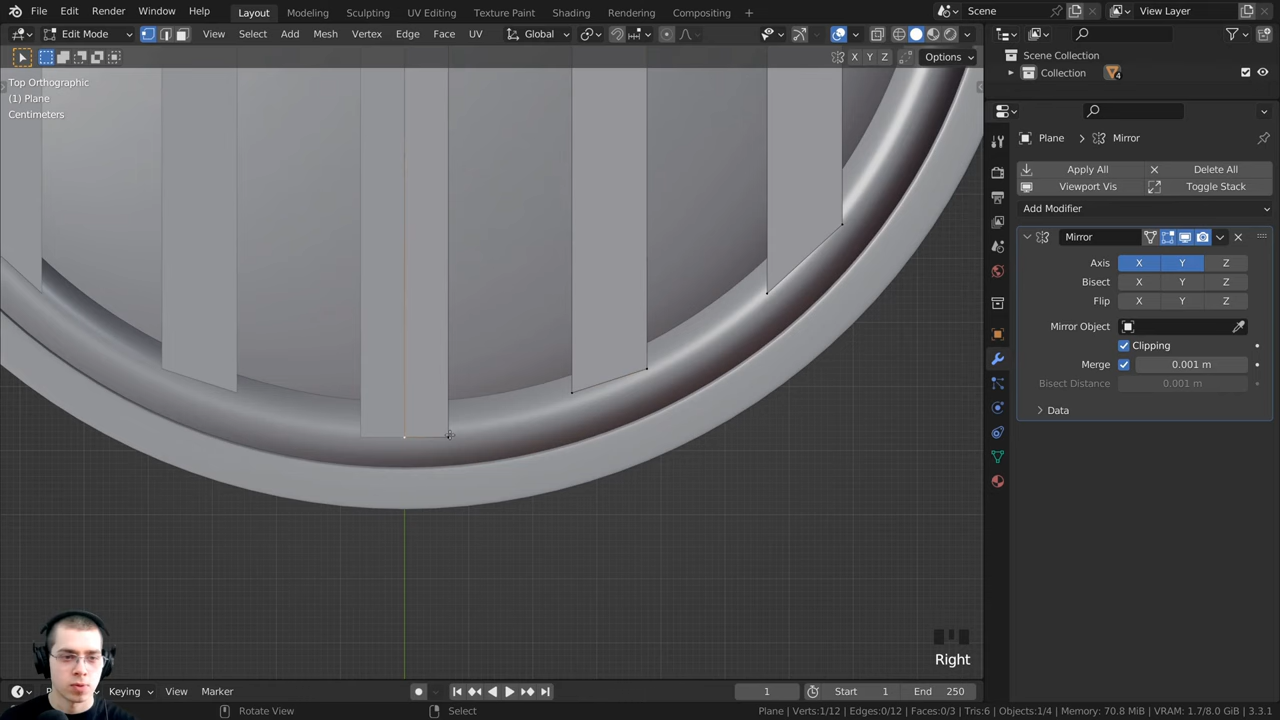 File Edit Render Window Help Layout Modeling Sculpting UV Editing Texture Paint Shading Rendering Compositing Scene View Layer
Edit Mode View Select Add Mesh Vertex Edge Face UV Global
X Y Z Options
Top Orthographic
(1) Plane
Centimeters
Scene Collection
Collection 4
Plane > Mirror
Apply All Delete All
Viewport Vis Toggle Stack
Add Modifier
Mirror
Axis X Y Z
Bisect X Y Z
Flip X Y Z
Mirror Object
Clipping
Merge 0.001 m
Bisect Distance 0.001 m
Data
Right
Keying View Marker 1 Start 1 End 250
Rotate View Select Plane | Verts:1/12 | Edges:0/12 | Faces:0/3 | Tris:6 | Objects:1/4 | Memory: 70.8 MiB | VRAM: 1.7/8.0 GiB | 3.3.1